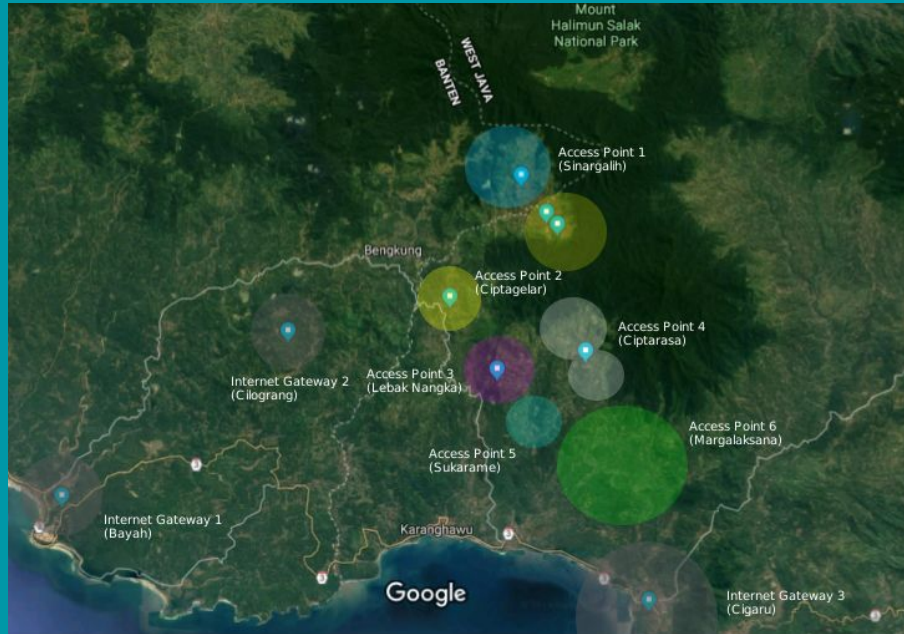 Mount
Halimun Salak
National Park
WEST JAVA
BANTEN
Access Point 1
(Sinargalih)
Bengkung
Access Point 2
(Ciptagelar)
Access Point 4
(Ciptarasa)
Access Point 3
(Lebak Nangka)
Internet Gateway 2
(Cilograng)
Access Point 6
(Margalaksana)
Access Point 5
(Sukarame)
3
Internet Gateway 1
(Bayah)
Karanghawu
Google
Internet Gateway 3
(Cigaru)